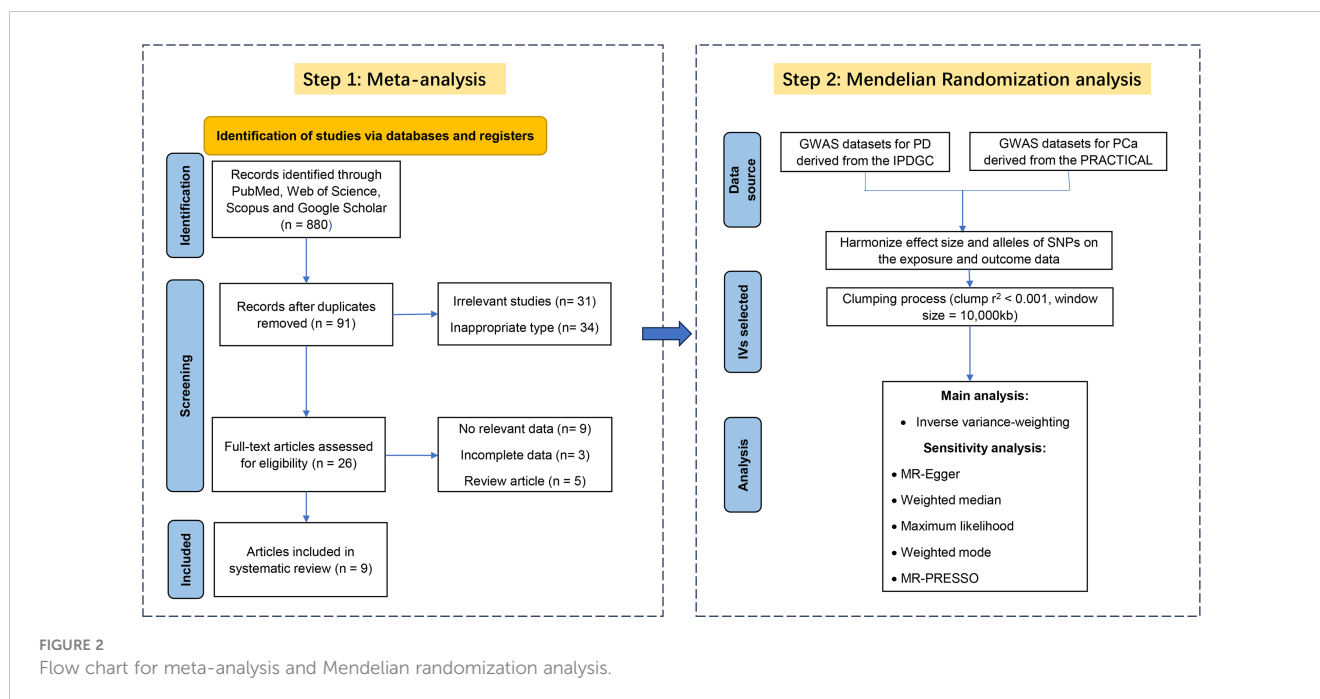 Step 1: Meta-analysis
Identification of studies via databases and registers
Identification
Records identified through
PubMed, Web of Science,
Scopus and Google Scholar
(n = 880)
Screening
Records after duplicates
removed (n = 91)
Irrelevant studies (n= 31)
Inappropriate type (n= 34)
Full-text articles assessed
for eligibility (n = 26)
No relevant data (n= 9)
Incomplete data (n= 3)
Review article (n = 5)
Included
Articles included in
systematic review (n = 9)
Step 2: Mendelian Randomization analysis
Data
source
GWAS datasets for PD
derived from the IPDGC
GWAS datasets for PCa
derived from the PRACTICAL
Harmonize effect size and alleles of SNPs on
the exposure and outcome data
IVs selected
Clumping process (clump r² < 0.001, window
size = 10,000kb)
Analysis
Main analysis:
● Inverse variance-weighting
Sensitivity analysis:
● MR-Egger
● Weighted median
● Maximum likelihood
● Weighted mode
● MR-PRESSO
FIGURE 2
Flow chart for meta-analysis and Mendelian randomization analysis.